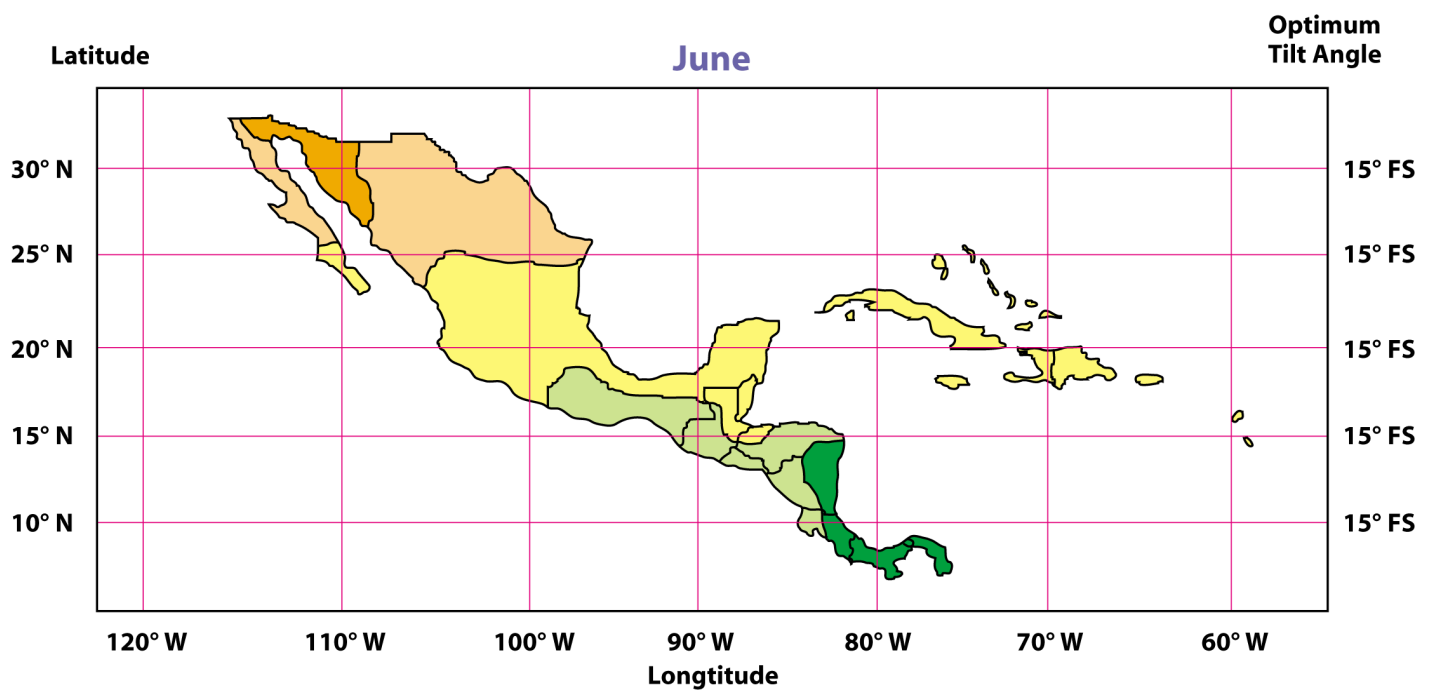 Optimum
Latitude June Tilt Angle
30° N 15° FS
25° N 15° FS
20° N 15° FS
15° N 15° FS
10° N 15° FS
120° W 110° W 100° W 90° W 80° W 70° W 60° W
Longtitude